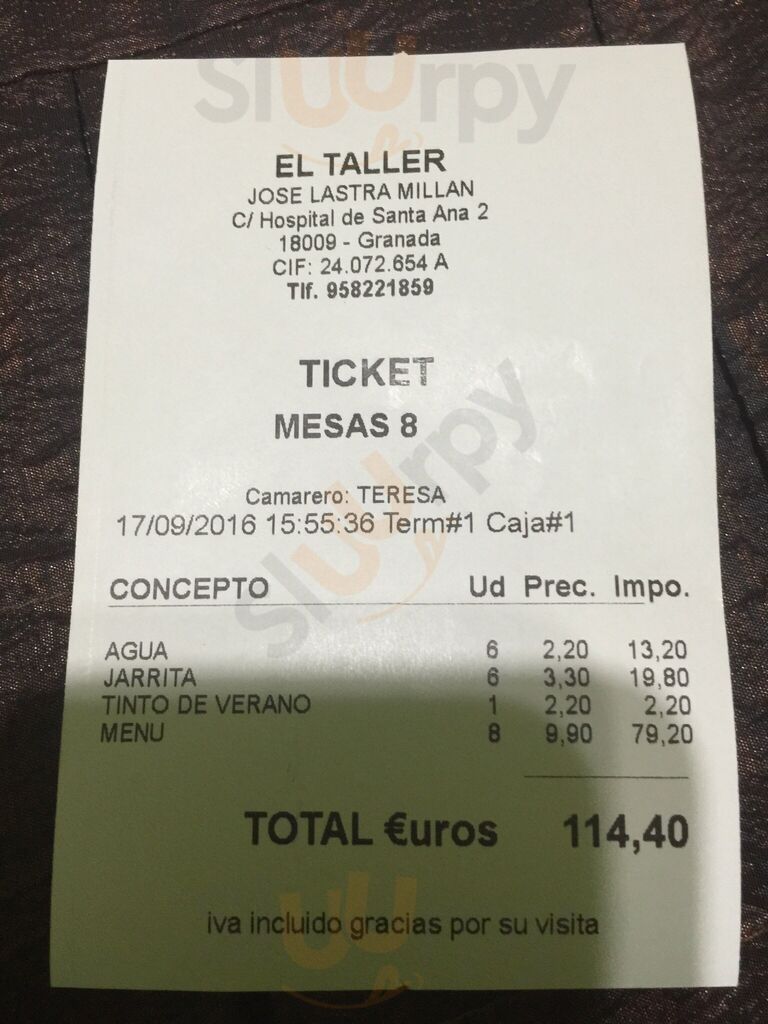 sluurpy
EL TALLER
JOSE LASTRA MILLAN
C/ Hospital de Santa Ana 2
18009 - Granada
CIF: 24.072.654 A
Tlf. 958221859
TICKET
MESAS 8
sluurpy
Camarero: TERESA
17/09/2016 15:55:36 Term#1 Caja#1
CONCEPTO Ud Prec. Impo.
AGUA 6 2,20 13,20
JARRITA 6 3,30 19,80
TINTO DE VERANO 1 2,20 2,20
MENU 8 9,90 79,20
TOTAL €uros 114,40
iva incluido gracias por su visita